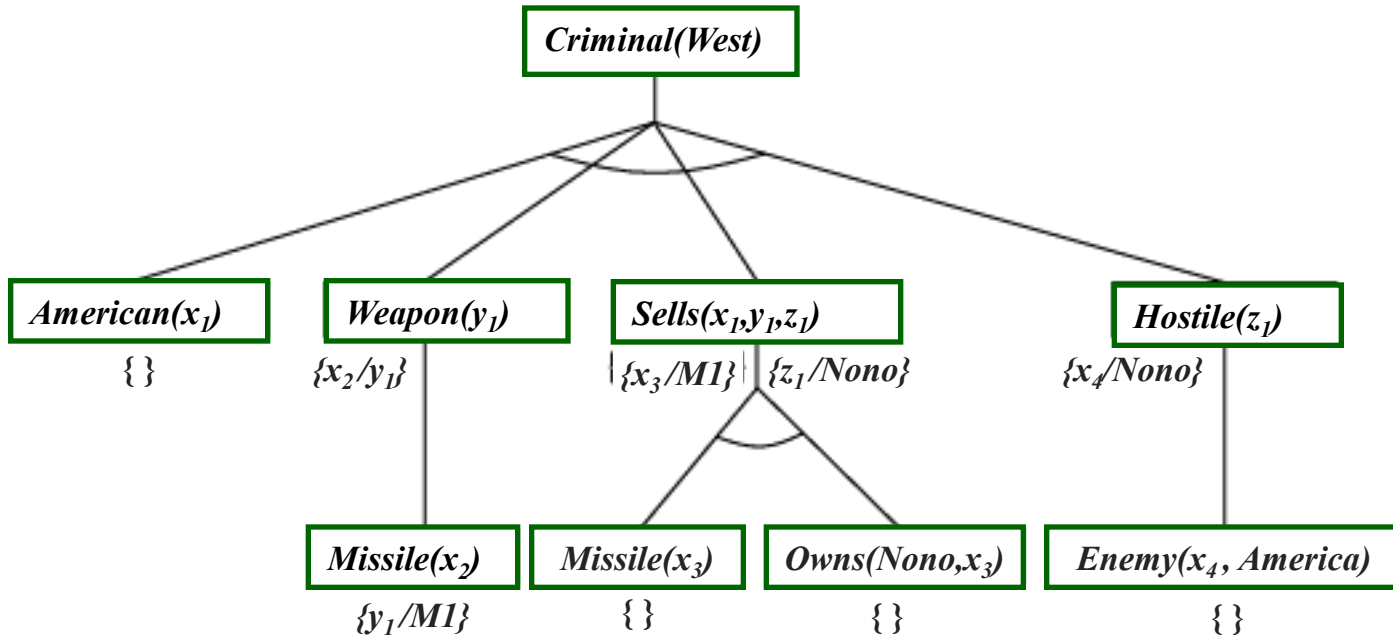 Criminal(West)
American(x₁) Weapon(y₁) Sells(x₁,y₁,z₁) Hostile(z₁)
{ } {x₂/y₁} {x₃/M1} {z₁/Nono} {x₄/Nono}
Missile(x₂) Missile(x₃) Owns(Nono,x₃) Enemy(x₄, America)
{y₁/M1} { } { } { }